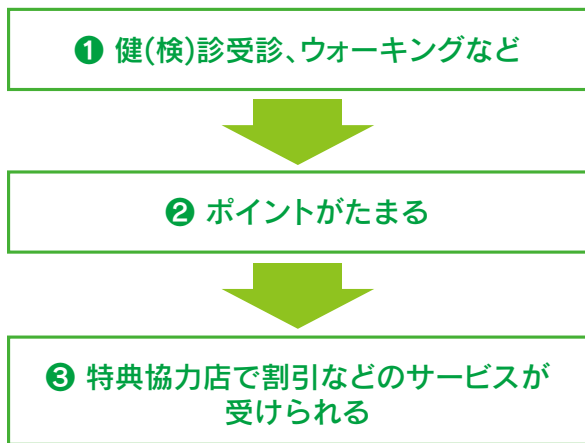 ❶ 健(検)診受診、ウォーキングなど
❷ ポイントがたまる
❸ 特典協力店で割引などのサービスが
受けられる